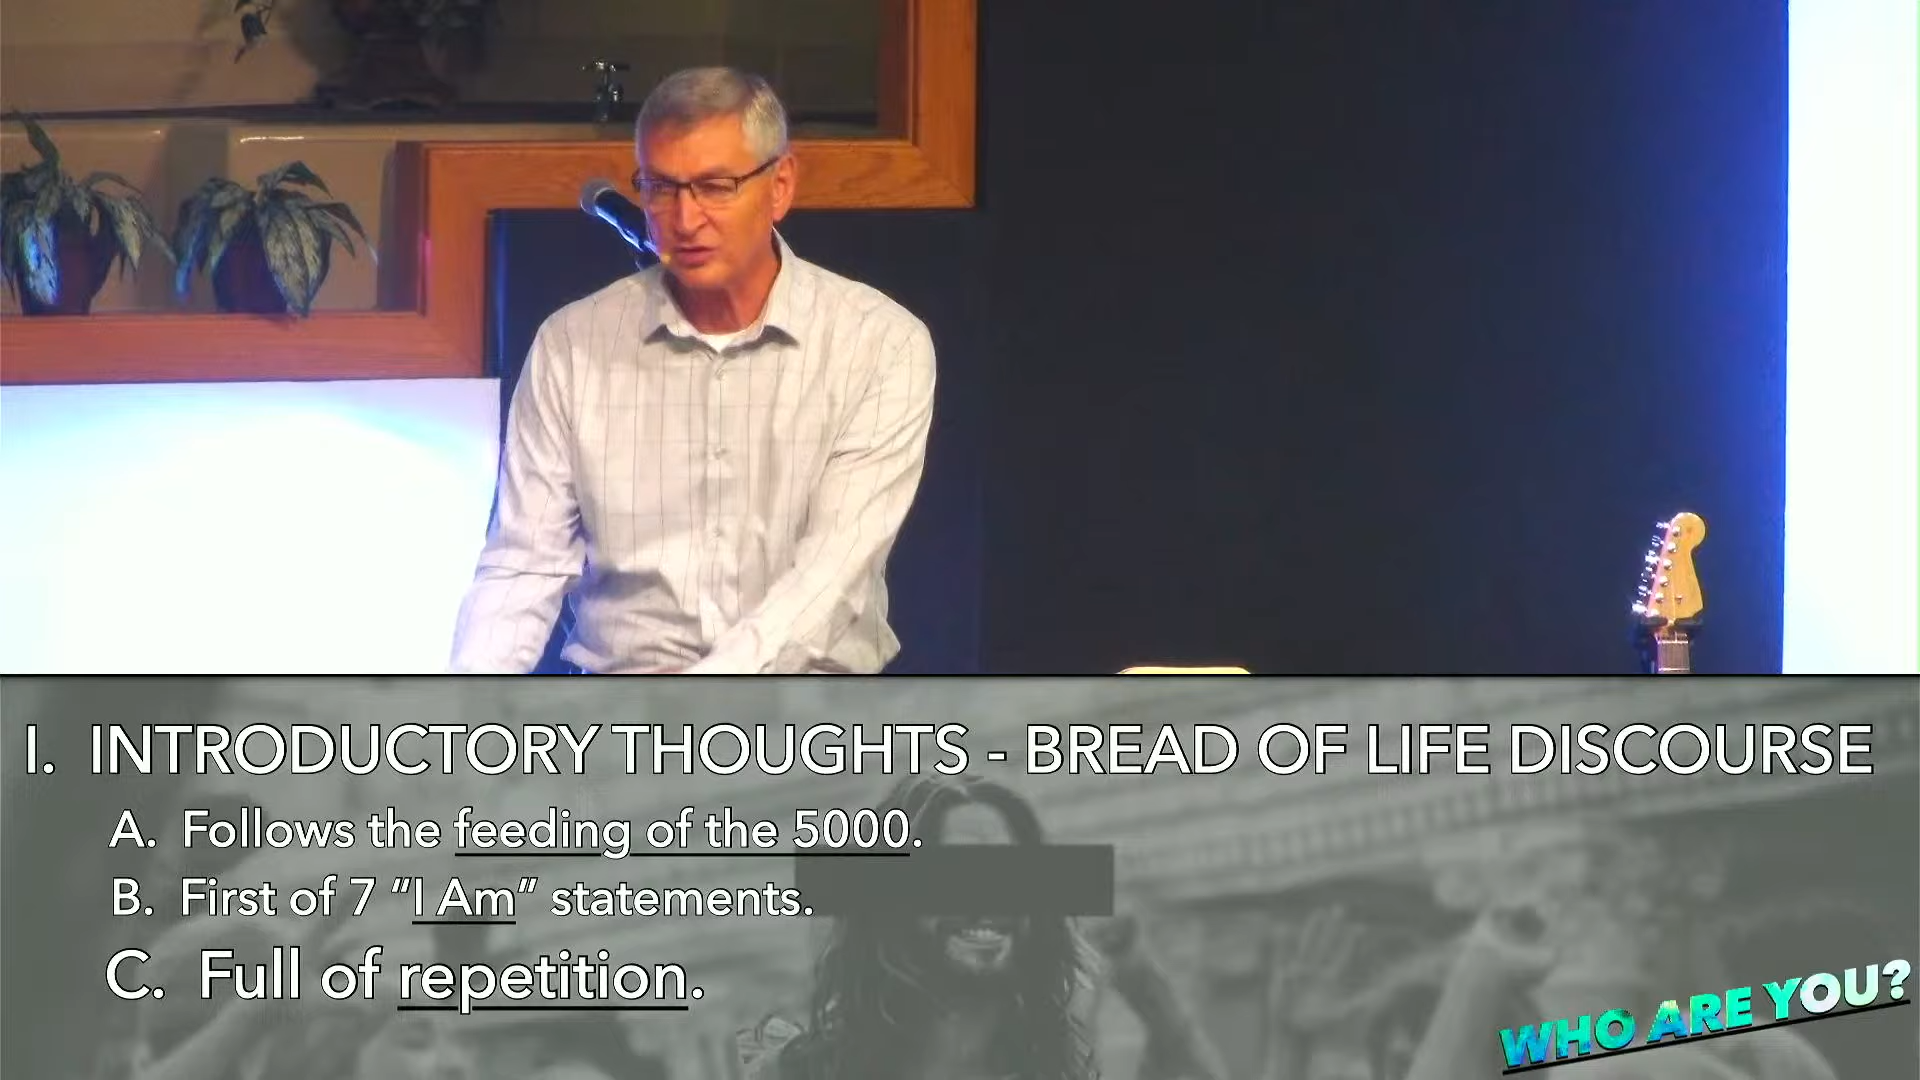 I. INTRODUCTORY THOUGHTS - BREAD OF LIFE DISCOURSE
A. Follows the feeding of the 5000.
B. First of 7 “I Am” statements.
C. Full of repetition.
WHO ARE YOU?